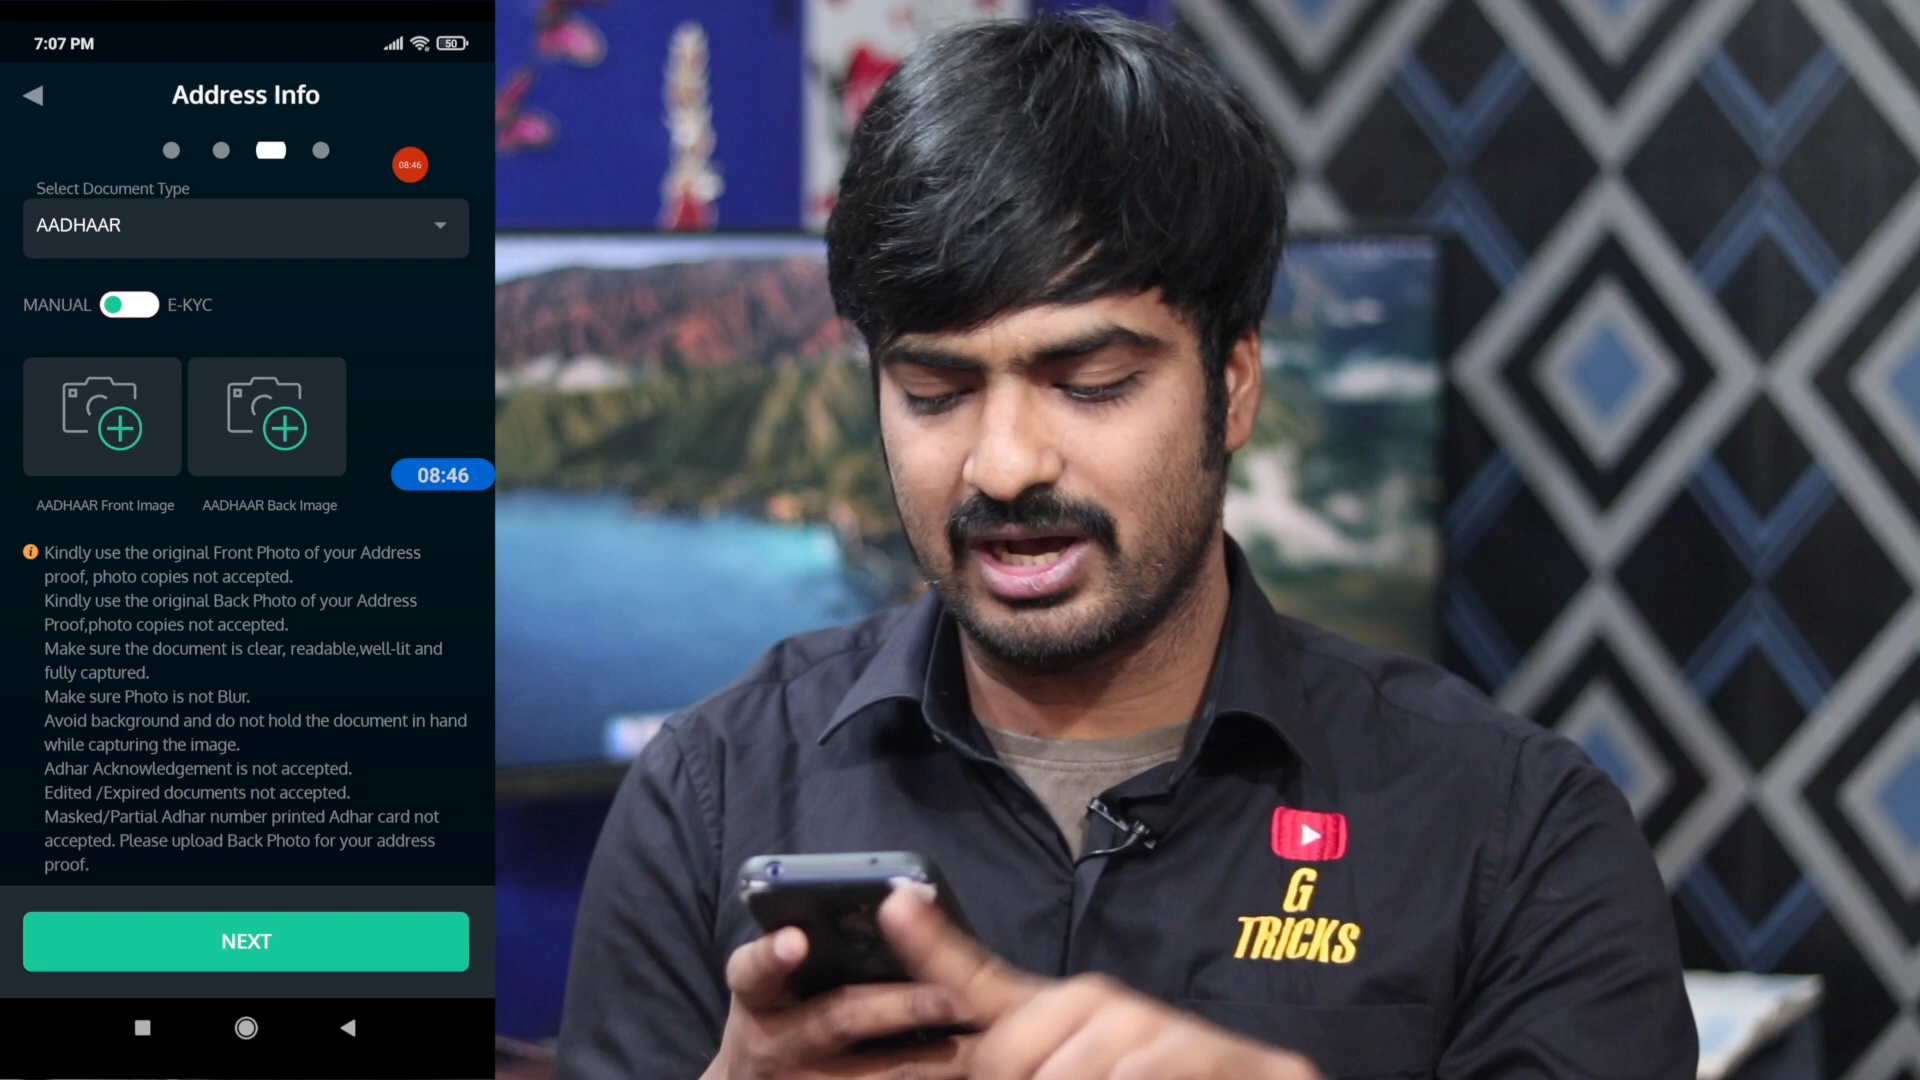 7:07 PM
50
Address Info
08:46
Select Document Type
AADHAAR
MANUAL E-KYC
08:46
AADHAAR Front Image AADHAAR Back Image
Kindly use the original Front Photo of your Address
proof, photo copies not accepted.
Kindly use the original Back Photo of your Address
Proof,photo copies not accepted.
Make sure the document is clear, readable,well-lit and
fully captured.
Make sure Photo is not Blur.
Avoid background and do not hold the document in hand
while capturing the image.
Adhar Acknowledgement is not accepted.
Edited /Expired documents not accepted.
Masked/Partial Adhar number printed Adhar card not
accepted. Please upload Back Photo for your address
proof.
NEXT
G
TRICKS